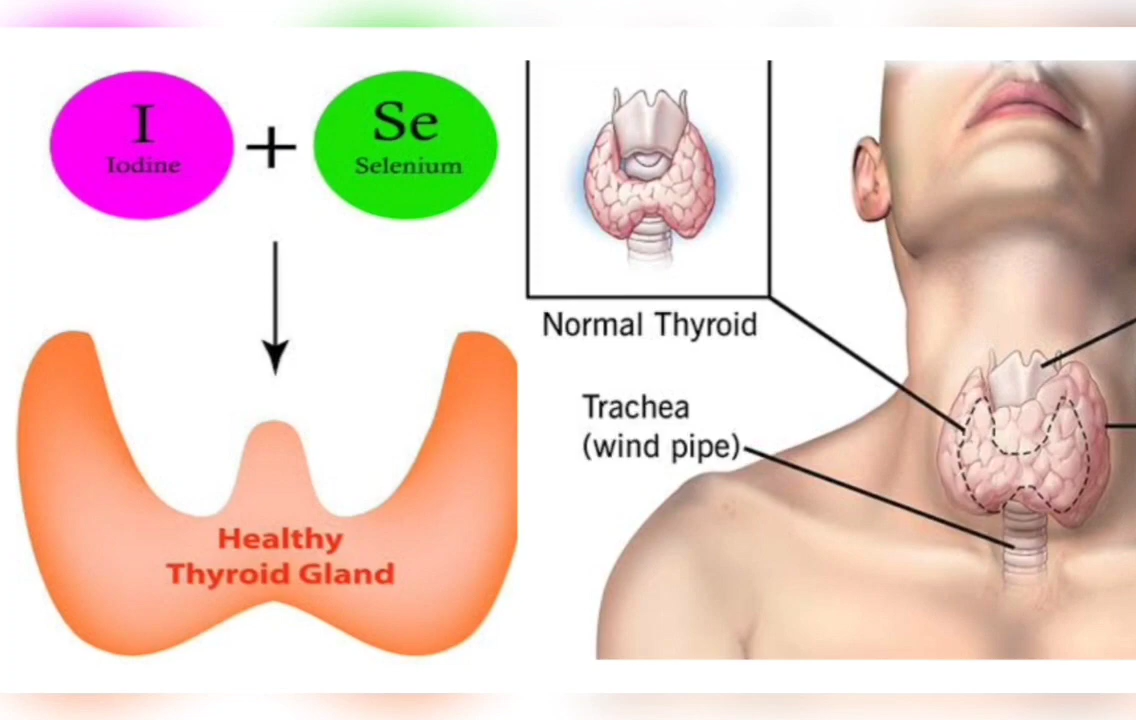 I
Iodine
+
Se
Selenium
Healthy
Thyroid Gland
Normal Thyroid
Trachea
(wind pipe)